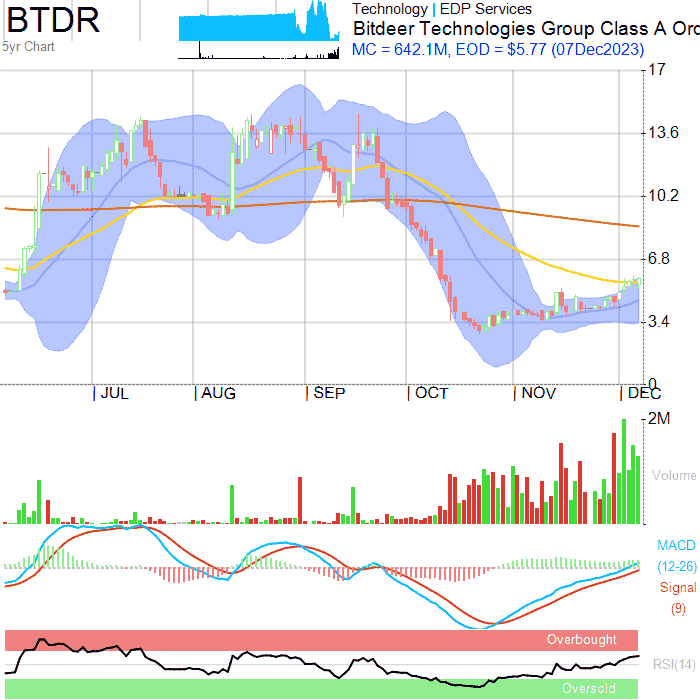 BTDR
5yr Chart
Technology | EDP Services
Bitdeer Technologies Group Class A Ord
MC = 642.1M, EOD = $5.77 (07Dec2023)
17
13.6
10.2
6.8
3.4
0
JUL AUG SEP OCT NOV DEC
2M
Volume
MACD
(12-26)
Signal
(9)
Overbought
RSI(14)
Oversold